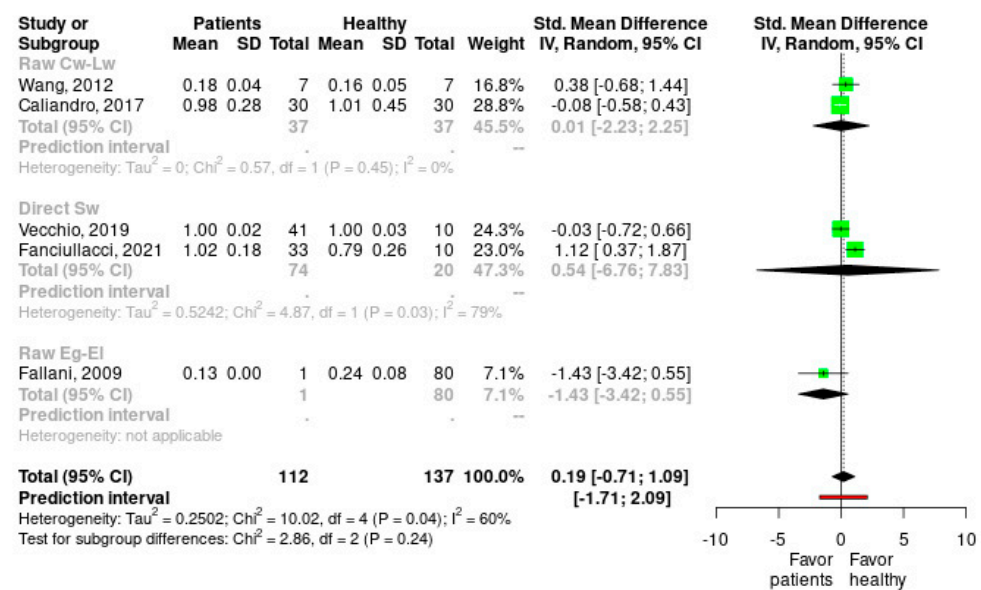 Study or Patients Healthy Std. Mean Difference Std. Mean Difference
Subgroup Mean SD Total Mean SD Total Weight IV, Random, 95% CI IV, Random, 95% CI
Raw Cw-Lw
Wang, 2012 0.18 0.04 7 0.16 0.05 7 16.8% 0.38 [-0.68; 1.44]
Caliandro, 2017 0.98 0.28 30 1.01 0.45 30 28.8% -0.08 [-0.58; 0.43]
Total (95% CI) 37 37 45.5% 0.01 [-2.23; 2.25]
Prediction interval . . --
Heterogeneity: Tau² = 0; Chi² = 0.57, df = 1 (P = 0.45); I² = 0%
Direct Sw
Vecchio, 2019 1.00 0.02 41 1.00 0.03 10 24.3% -0.03 [-0.72; 0.66]
Fanciullacci, 2021 1.02 0.18 33 0.79 0.26 10 23.0% 1.12 [0.37; 1.87]
Total (95% CI) 74 20 47.3% 0.54 [-6.76; 7.83]
Prediction interval . . --
Heterogeneity: Tau² = 0.5242; Chi² = 4.87, df = 1 (P = 0.03); I² = 79%
Raw Eg-El
Fallani, 2009 0.13 0.00 1 0.24 0.08 80 7.1% -1.43 [-3.42; 0.55]
Total (95% CI) 1 80 7.1% -1.43 [-3.42; 0.55]
Prediction interval . . --
Heterogeneity: not applicable
Total (95% CI) 112 137 100.0% 0.19 [-0.71; 1.09]
Prediction interval [-1.71; 2.09]
Heterogeneity: Tau² = 0.2502; Chi² = 10.02, df = 4 (P = 0.04); I² = 60%
Test for subgroup differences: Chi² = 2.86, df = 2 (P = 0.24)
-10 -5 0 5 10
Favor Favor
patients healthy